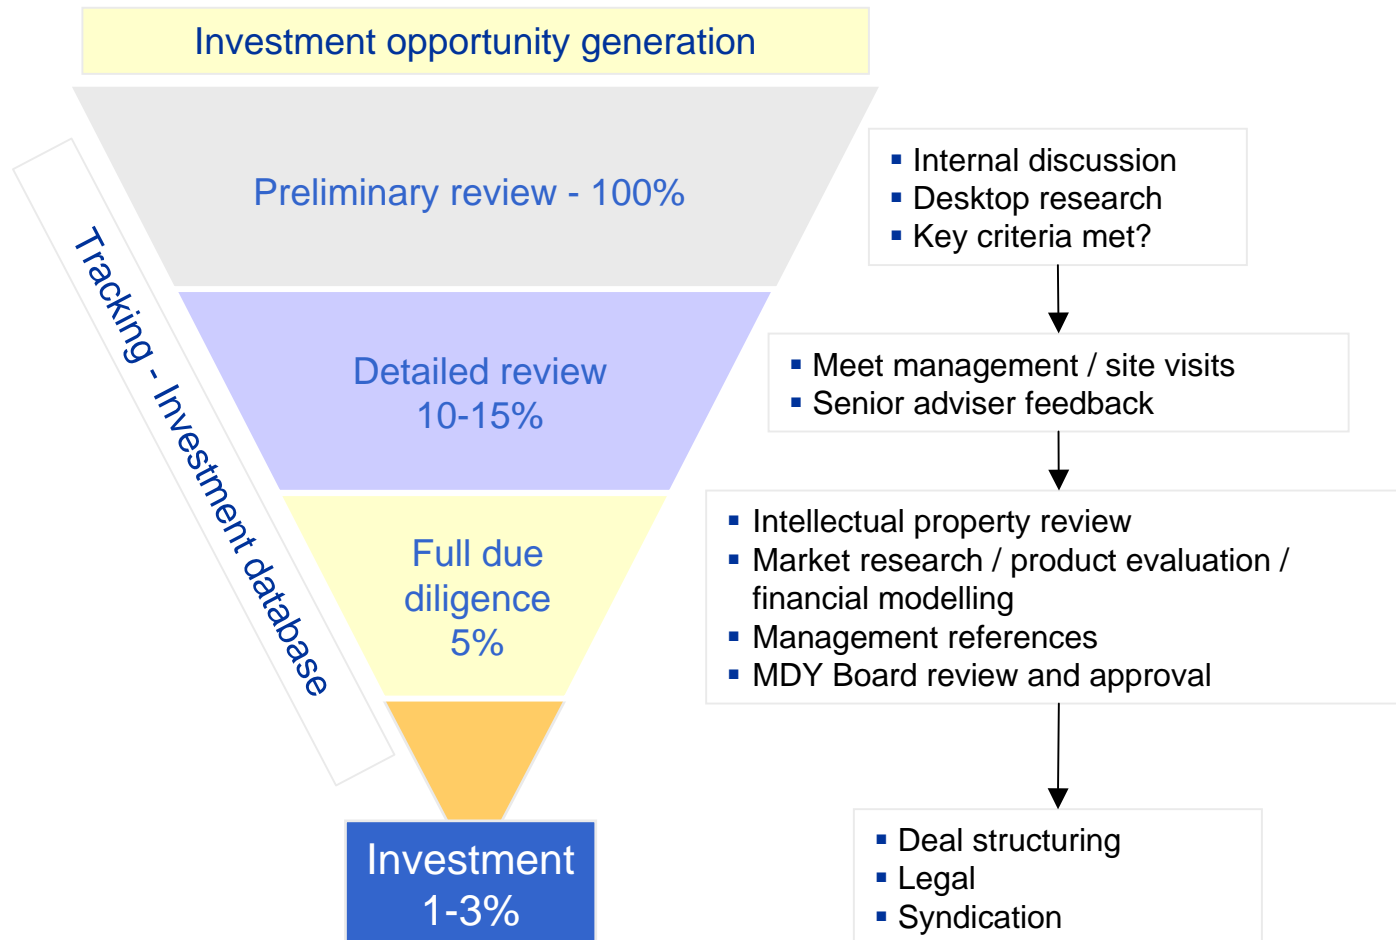 Investment opportunity generation
Preliminary review - 100%
▪ Internal discussion
▪ Desktop research
▪ Key criteria met?
Tracking - Investment database
Detailed review
10-15%
▪ Meet management / site visits
▪ Senior adviser feedback
Full due
diligence
5%
▪ Intellectual property review
▪ Market research / product evaluation /
financial modelling
▪ Management references
▪ MDY Board review and approval
Investment
1-3%
▪ Deal structuring
▪ Legal
▪ Syndication